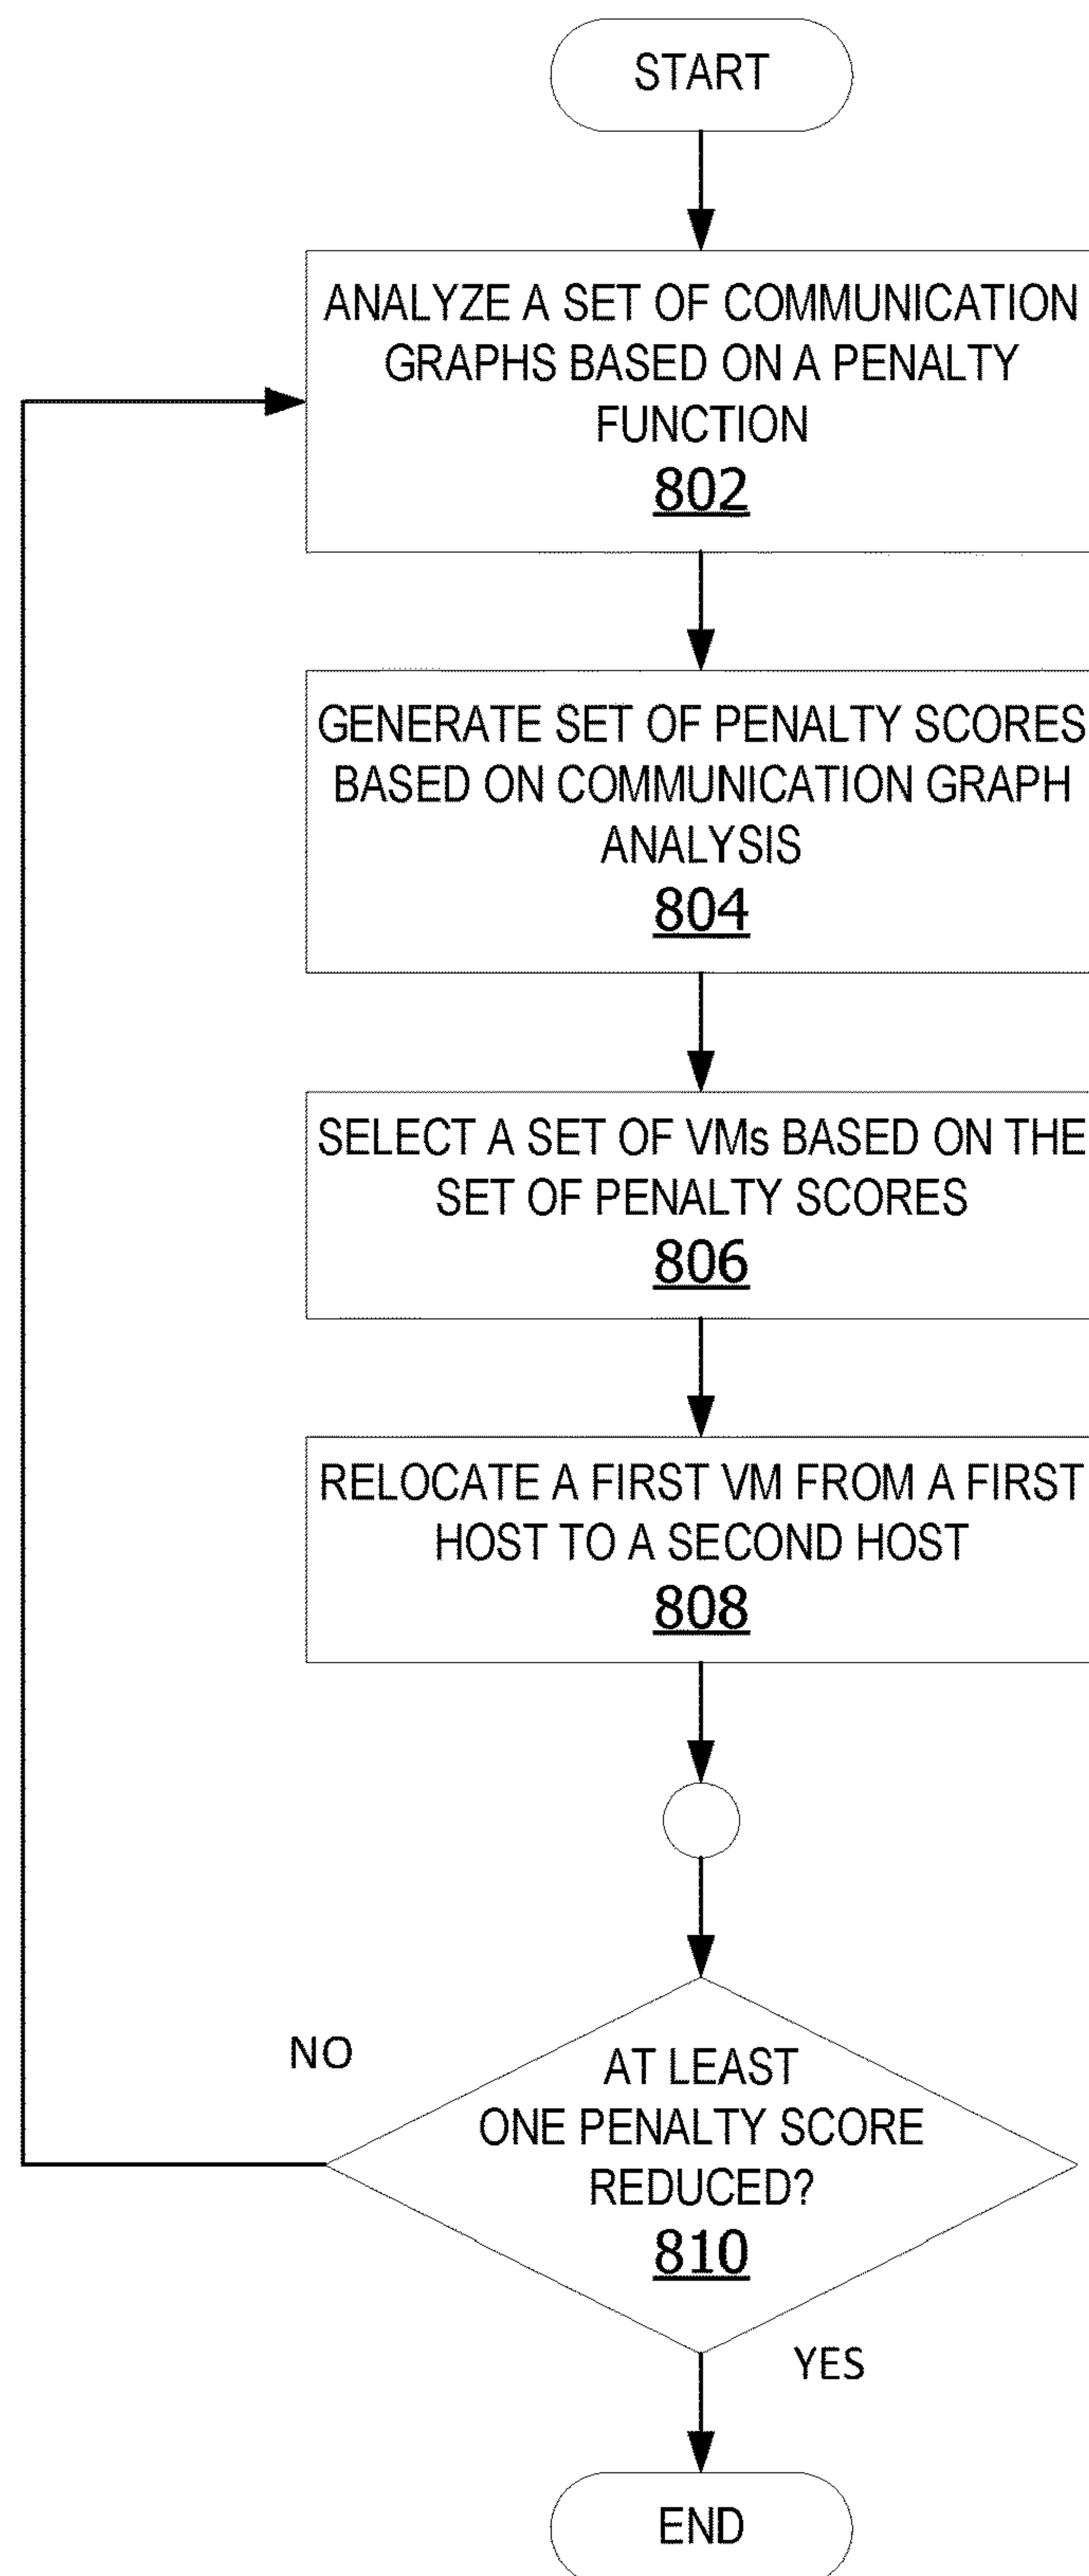 START
ANALYZE A SET OF COMMUNICATION
GRAPHS BASED ON A PENALTY
FUNCTION
802
GENERATE SET OF PENALTY SCORES
BASED ON COMMUNICATION GRAPH
ANALYSIS
804
SELECT A SET OF VMs BASED ON THE
SET OF PENALTY SCORES
806
RELOCATE A FIRST VM FROM A FIRST
HOST TO A SECOND HOST
808
NO
AT LEAST
ONE PENALTY SCORE
REDUCED?
810
YES
END